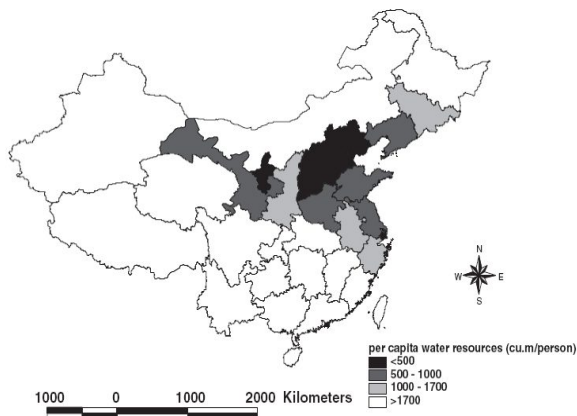 N
W E
S
per capita water resources (cu.m/person)
<500
500 - 1000
1000 - 1700
>1700
1000 0 1000 2000 Kilometers